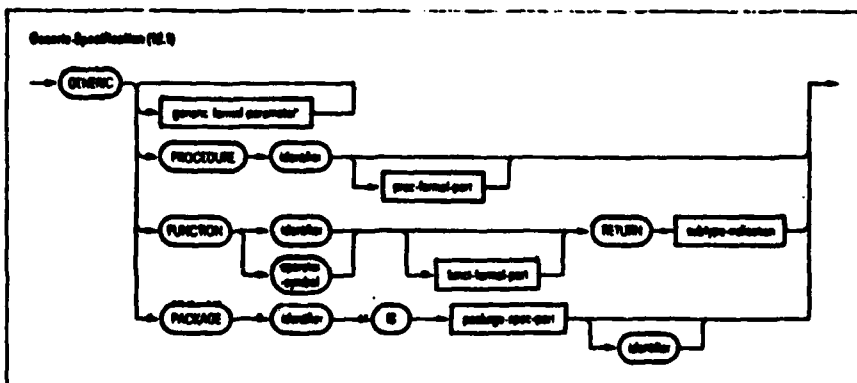 Generic-Specification (12.1)
GENERIC
generic-formal-parameter*
PROCEDURE identifier
proc-formal-part
FUNCTION identifier RETURN subtype-indication
operator
-symbol funct-formal-part
PACKAGE identifier IS package-spec-part
identifier